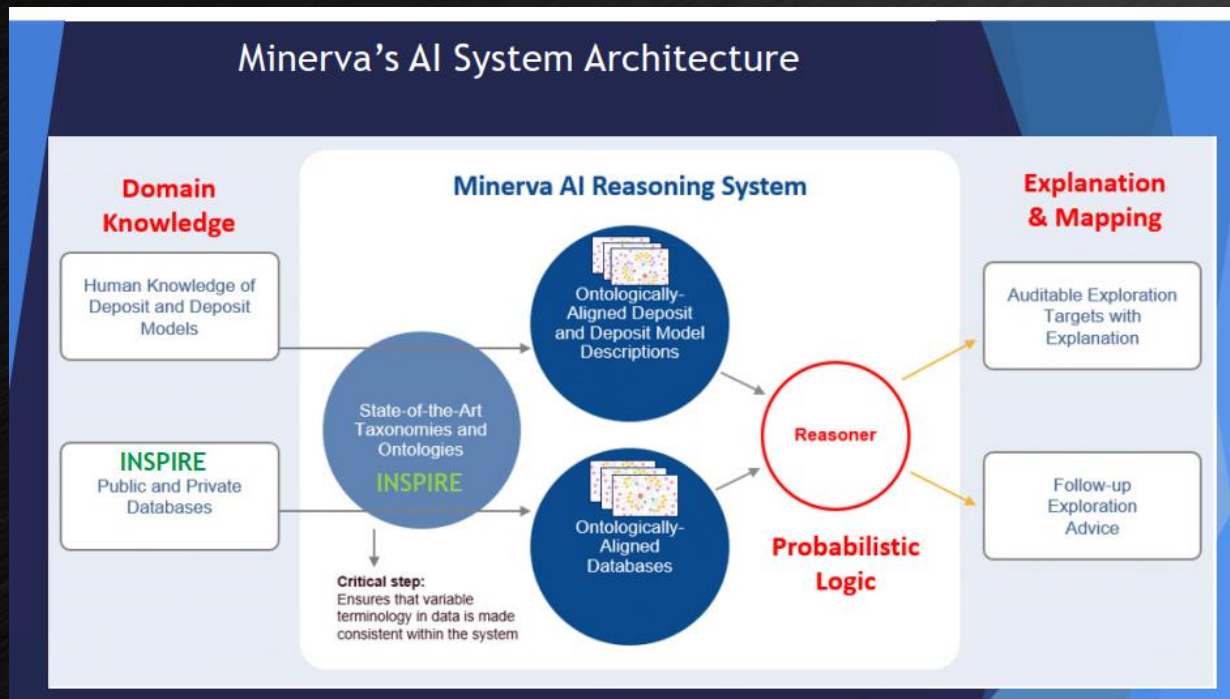 Minerva's AI System Architecture
Domain
Knowledge
Human Knowledge of
Deposit and Deposit
Models
INSPIRE
Public and Private
Databases
Minerva AI Reasoning System
State-of-the-Art
Taxonomies and
Ontologies
INSPIRE
Critical step:
Ensures that variable
terminology in data is made
consistent within the system
Ontologically-
Aligned Deposit
and Deposit Model
Descriptions
Ontologically-
Aligned
Databases
Reasoner
Probabilistic
Logic
Explanation
& Mapping
Auditable Exploration
Targets with
Explanation
Follow-up
Exploration
Advice